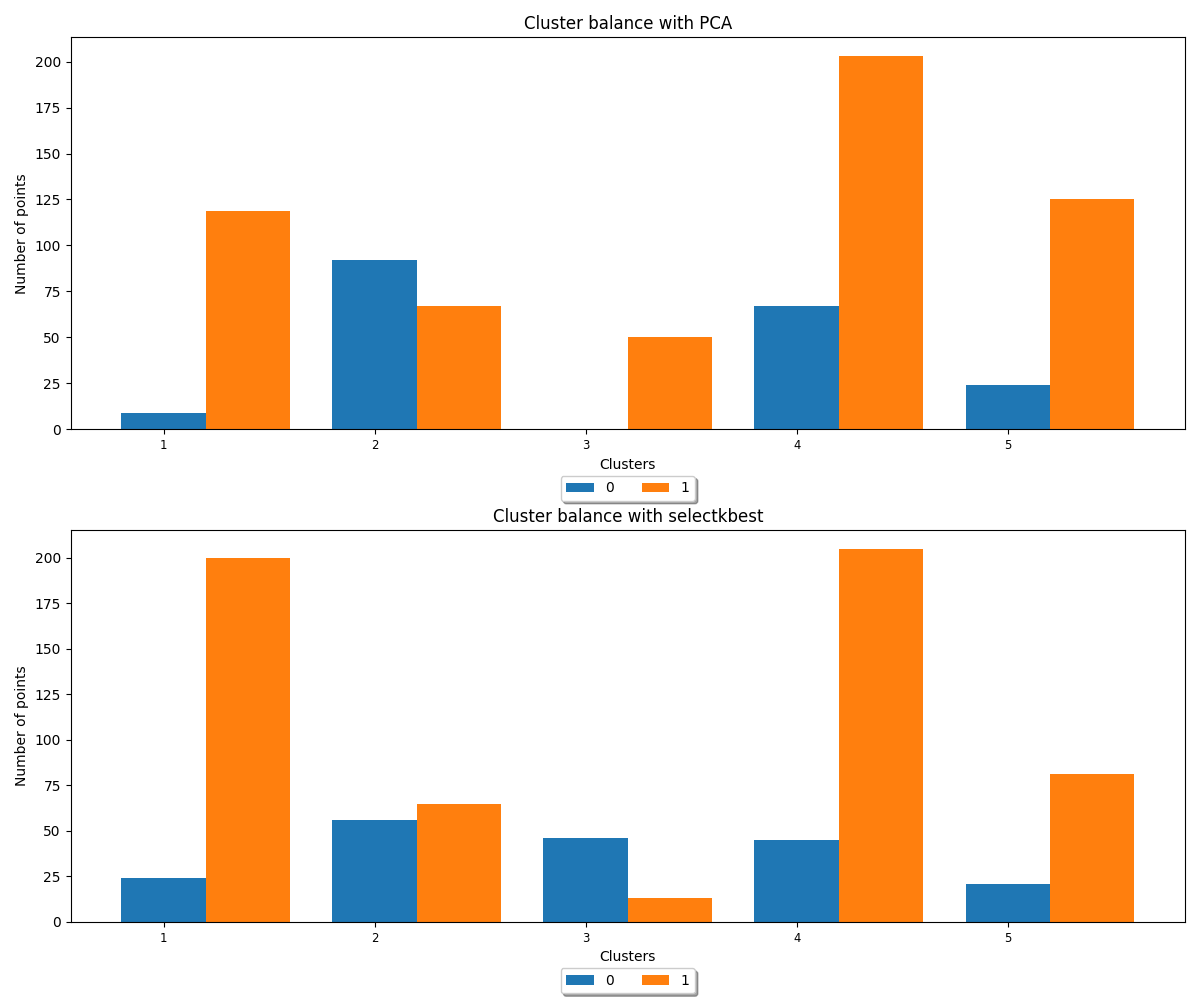 Cluster balance with PCA
200
175
150
125
100
75
50
25
0
Number of points
1 2 3 4 5
Clusters
0 1
Cluster balance with selectkbest
200
175
150
125
100
75
50
25
0
Number of points
1 2 3 4 5
Clusters
0 1